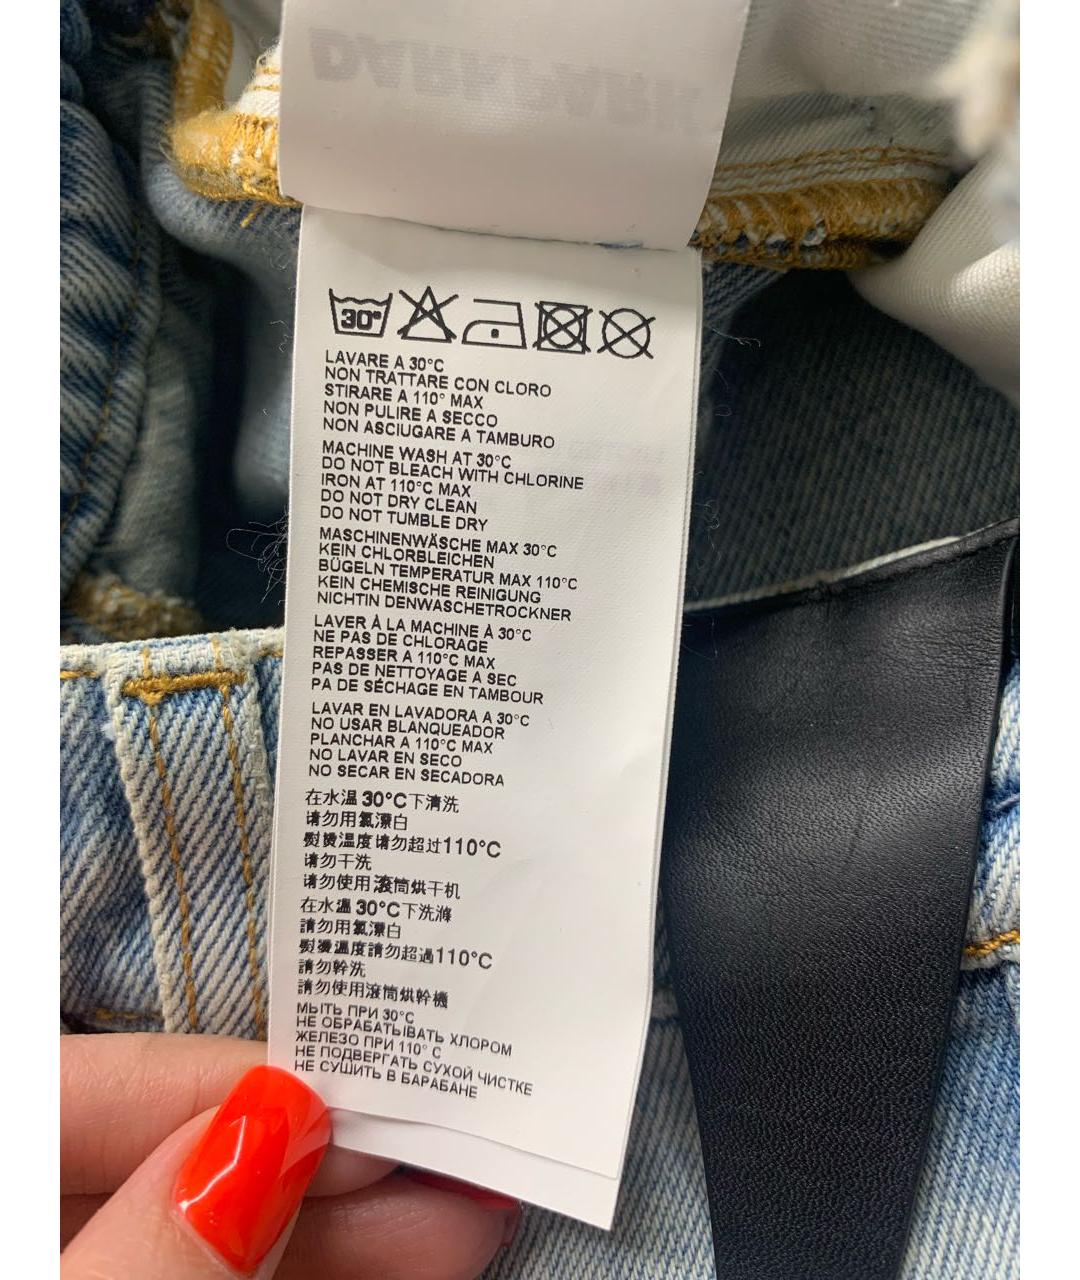 DARKPARK
30°
LAVARE A 30°C
NON TRATTARE CON CLORO
STIRARE A 110° MAX
NON PULIRE A SECCO
NON ASCIUGARE A TAMBURO
MACHINE WASH AT 30°C
DO NOT BLEACH WITH CHLORINE
IRON AT 110°C MAX
DO NOT DRY CLEAN
DO NOT TUMBLE DRY
MASCHINENWÄSCHE MAX 30°C
KEIN CHLORBLEICHEN
BÜGELN TEMPERATUR MAX 110°C
KEIN CHEMISCHE REINIGUNG
NICHTIN DENWASCHETROCKNER
LAVER À LA MACHINE À 30°C
NE PAS DE CHLORAGE
REPASSER A 110°C MAX
PAS DE NETTOYAGE A SEC
PA DE SÉCHAGE EN TAMBOUR
LAVAR EN LAVADORA A 30°C
NO USAR BLANQUEADOR
PLANCHAR A 110°C MAX
NO LAVAR EN SECO
NO SECAR EN SECADORA
在水温30°C下清洗
请勿用氯漂白
熨烫温度请勿超过110°C
请勿干洗
请勿使用滚筒烘干机
在水溫30°C下洗滌
請勿用氯漂白
熨燙溫度請勿超過110°C
請勿幹洗
請勿使用滾筒烘幹機
МЫТЬ ПРИ 30°C
НЕ ОБРАБАТЫВАТЬ ХЛОРОМ
ЖЕЛЕЗО ПРИ 110° C
НЕ ПОДВЕРГАТЬ СУХОЙ ЧИСТКЕ
НЕ СУШИТЬ В БАРАБАНЕ